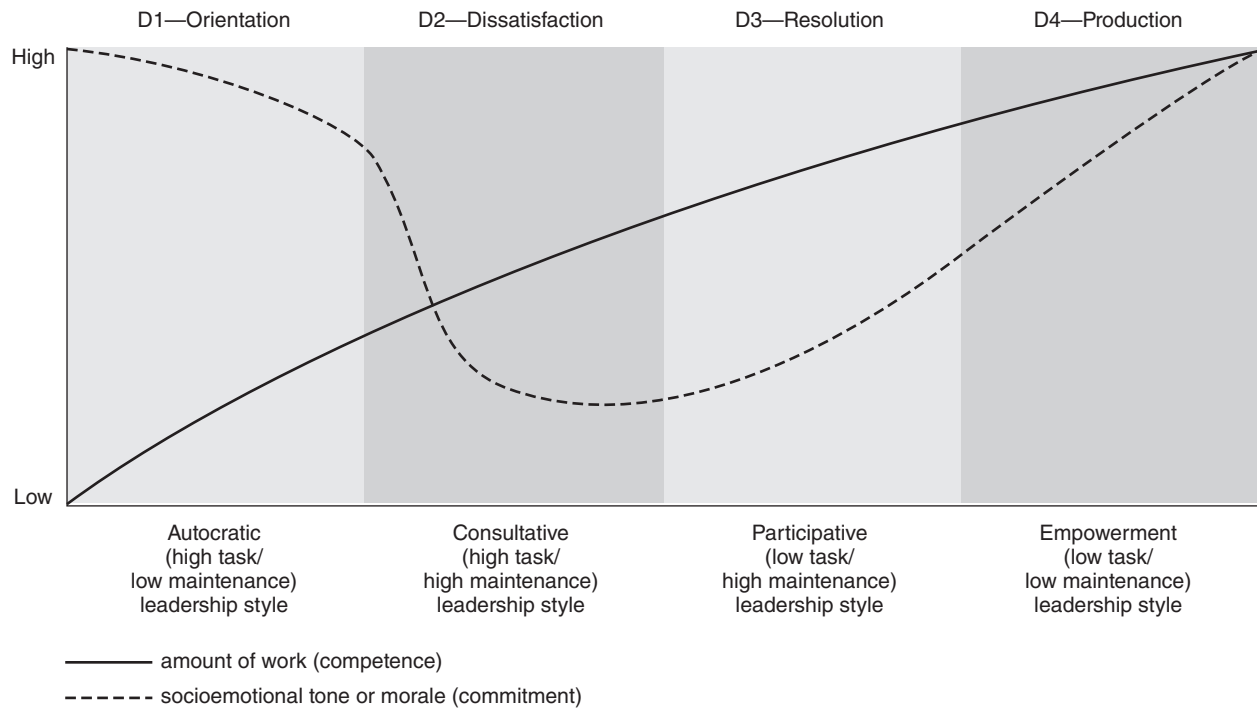 D1—Orientation
D2—Dissatisfaction
D3—Resolution
D4—Production
High
Low
Autocratic
(high task/
low maintenance)
leadership style
Consultative
(high task/
high maintenance)
leadership style
Participative
(low task/
high maintenance)
leadership style
Empowerment
(low task/
low maintenance)
leadership style
amount of work (competence)
socioemotional tone or morale (commitment)